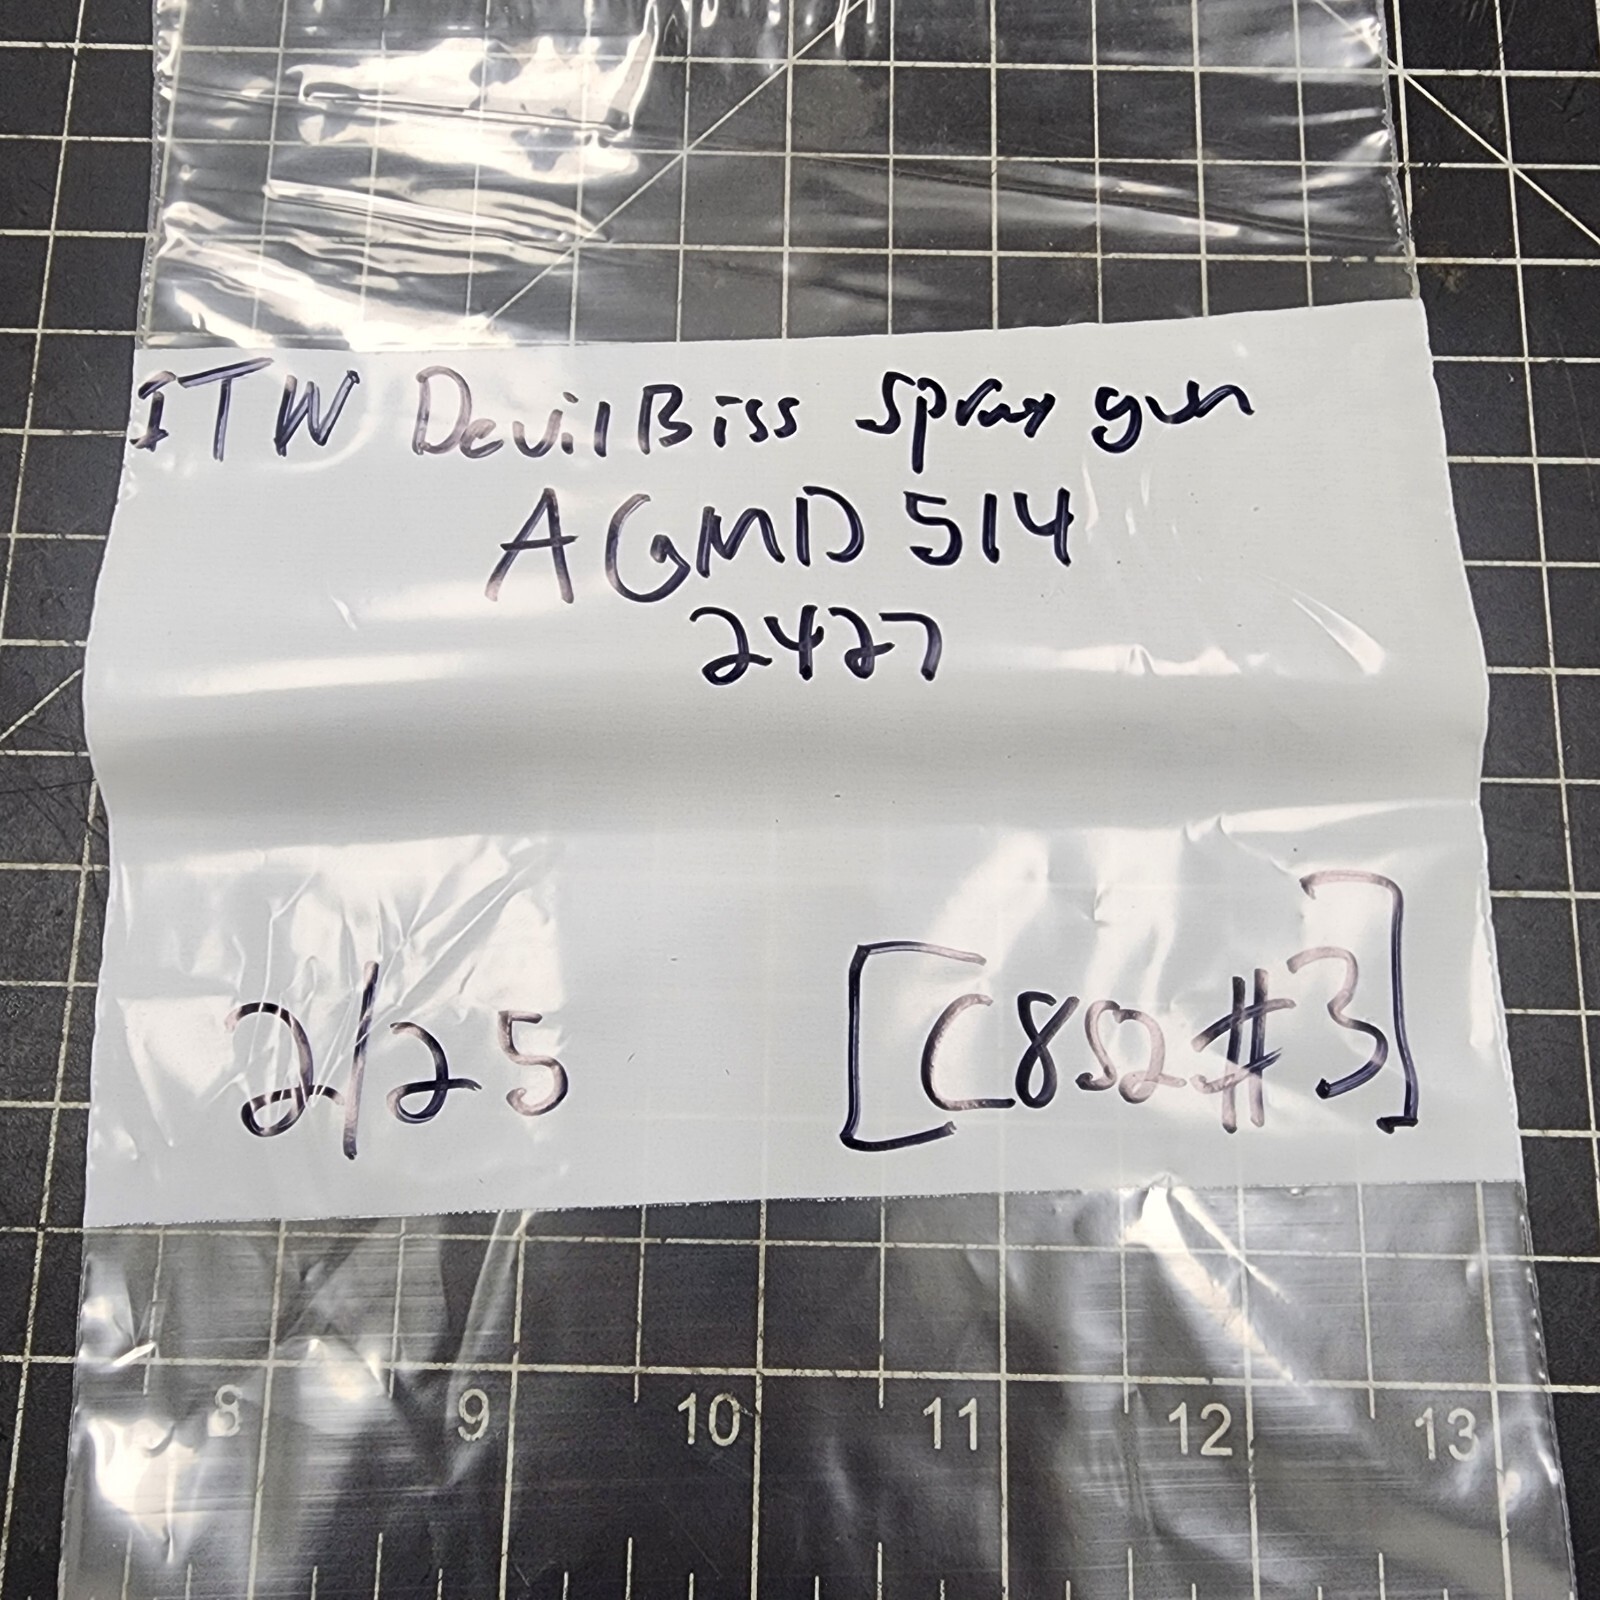 ITW DevilBiss Spray gun
AGMD 514
2427
2/25 [C852#3]
8 9 10 11 12 13